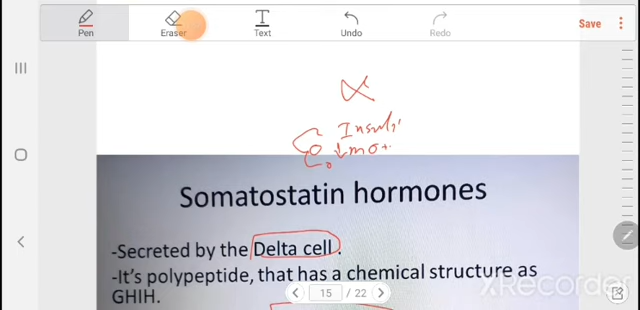 Pen
Eraser
Text
Undo
Redo
Save
Somatostatin hormones
-Secreted by the Delta cell.
-It's polypeptide, that has a chemical structure as
GHIH.
15 / 22
XRecorder